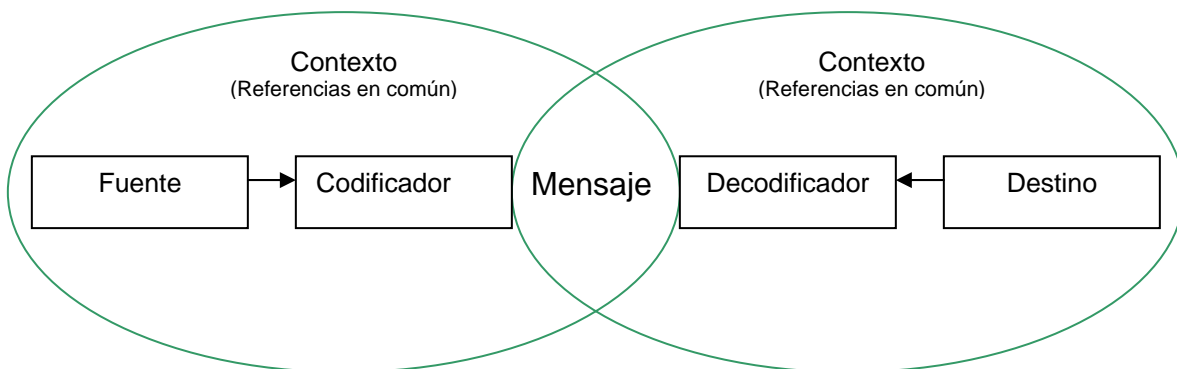 Contexto
(Referencias en común)
Contexto
(Referencias en común)
Fuente
Codificador
Mensaje
Decodificador
Destino